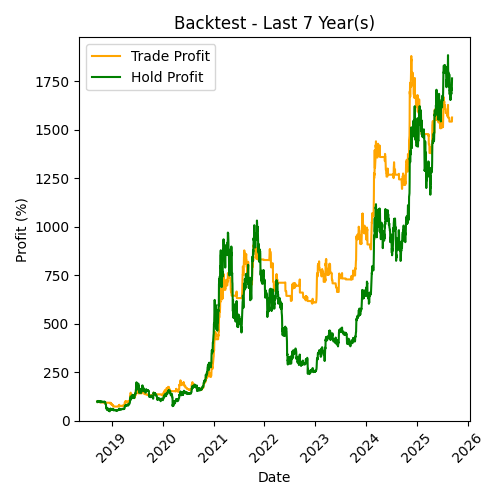 Backtest - Last 7 Year(s)
Trade Profit
Hold Profit
Profit (%)
1750
1500
1250
1000
750
500
250
0
2019 2020 2021 2022 2023 2024 2025 2026
Date